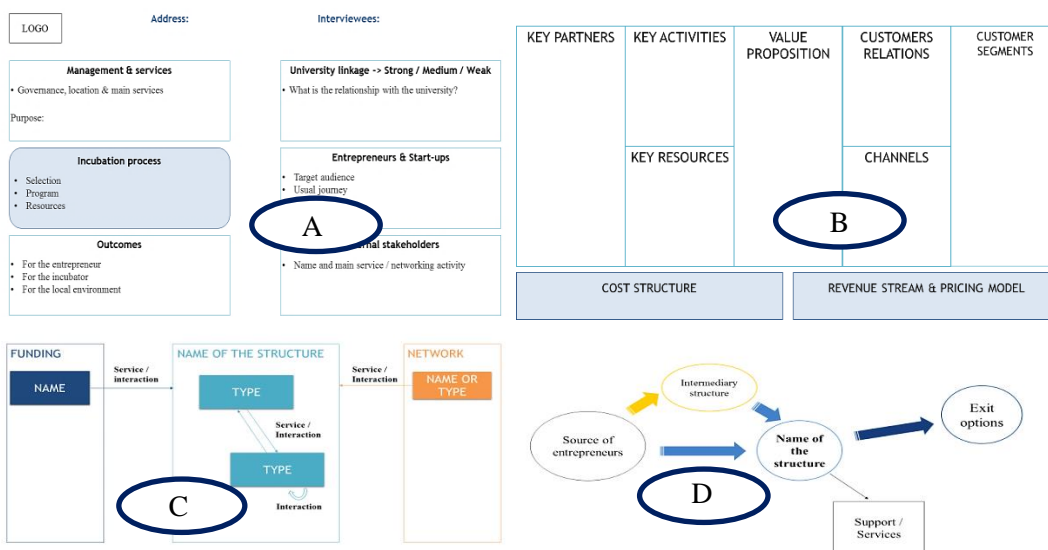 LOGO
Address:
Interviewees:
Management & services
• Governance, location & main services
Purpose:
University linkage -> Strong / Medium / Weak
• What is the relationship with the university?
Incubation process
• Selection
• Program
• Resources
Entrepreneurs & Start-ups
• Target audience
• Usual journey
A
Outcomes
• For the entrepreneur
• For the incubator
• For the local environment
stakeholders
• Name and main service / networking activity
KEY PARTNERS
KEY ACTIVITIES
VALUE
PROPOSITION
CUSTOMERS
RELATIONS
CUSTOMER
SEGMENTS
KEY RESOURCES
CHANNELS
B
COST STRUCTURE
REVENUE STREAM & PRICING MODEL
FUNDING
NAME
Service /
interaction
NAME OF THE STRUCTURE
TYPE
Service /
Interaction
TYPE
Interaction
C
Service /
Interaction
NETWORK
NAME OR
TYPE
Intermediary
structure
Source of
entrepreneurs
Name of
the
structure
Exit
options
D
Support /
Services